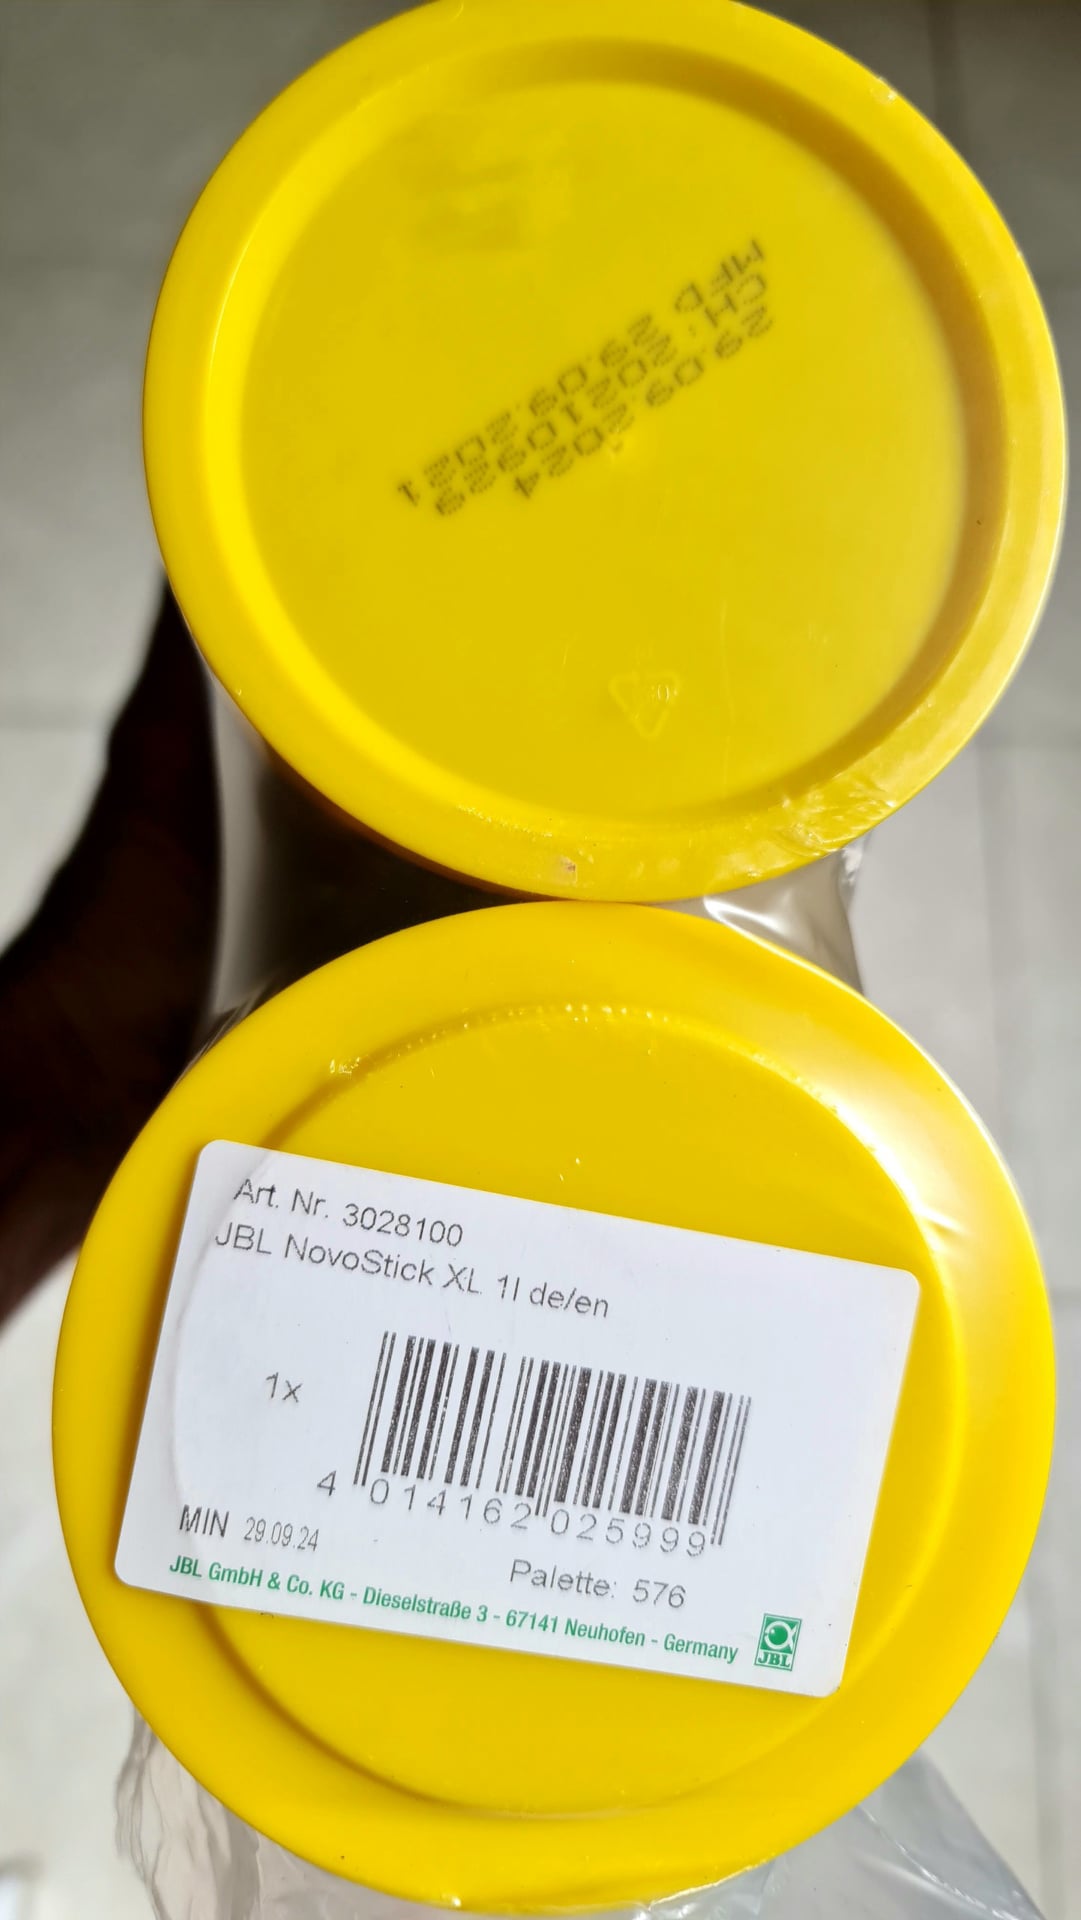 MFD 29.09.2021
CH:
29.09.2024
Art. Nr. 3028100
JBL NovoStick XL 1l de/en
1x
4 014162 025999
MIN 29.09.24
Palette: 576
JBL GmbH & Co. KG - Dieselstraße 3 - 67141 Neuhofen - Germany
JBL